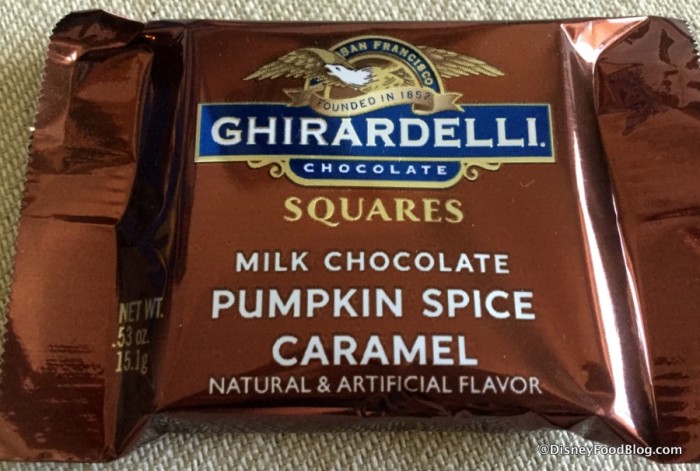 SAN FRANCISCO
FOUNDED IN 1852
GHIRARDELLI.
CHOCOLATE
SQUARES
MILK CHOCOLATE
PUMPKIN SPICE
CARAMEL
NATURAL & ARTIFICIAL FLAVOR
NET WT.
.53 oz.
15.1g
©DisneyFoodBlog.com